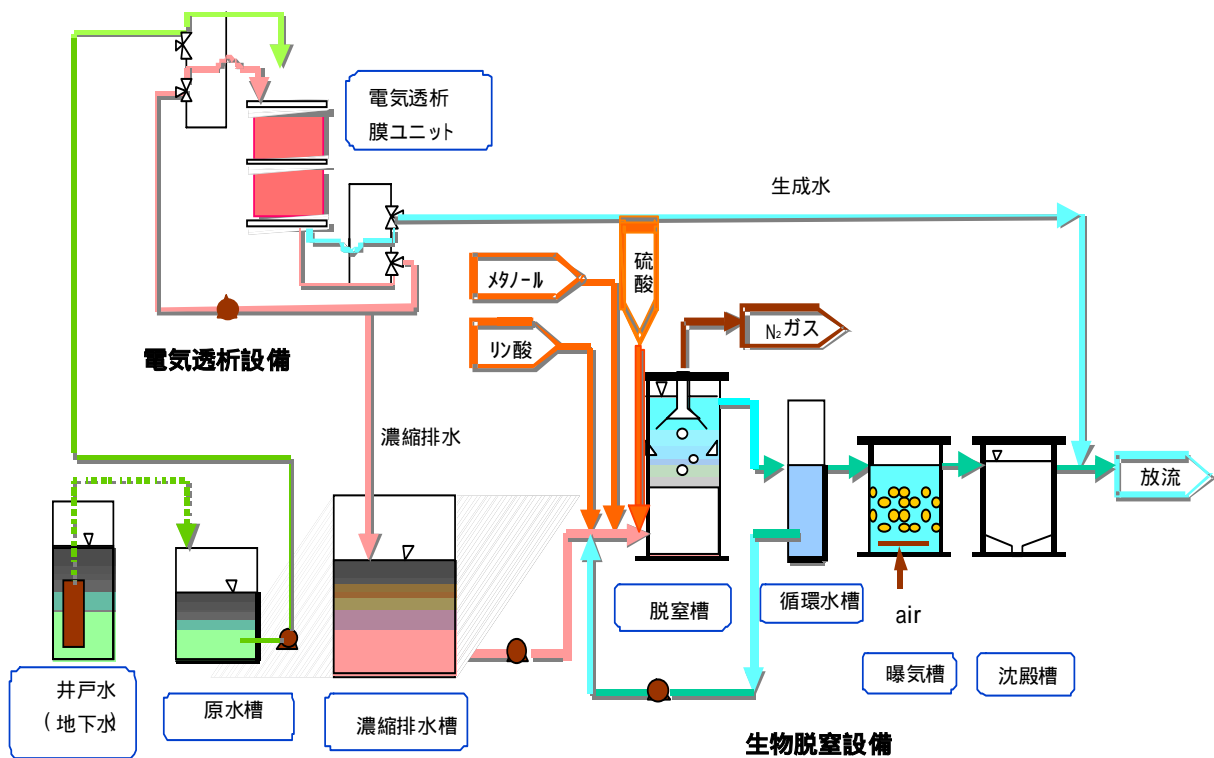 電気透析
膜ユニット
生成水
硫
酸
メタノール
N₂ガス
リン酸
電気透析設備
濃縮排水
放流
脱窒槽
循環水槽
air
曝気槽
沈殿槽
井戸水
(地下水)
原水槽
濃縮排水槽
生物脱窒設備